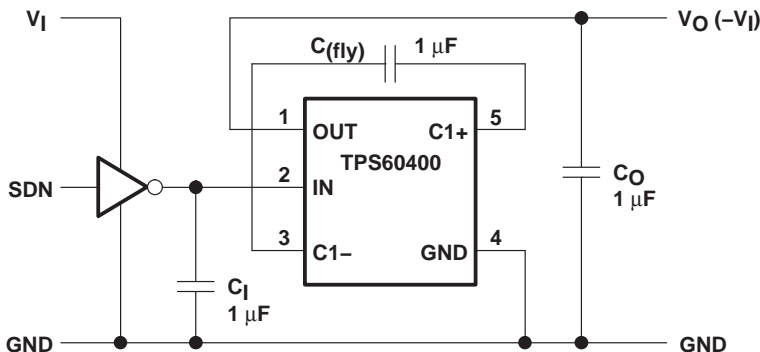 VI
VO (–VI)
C(fly)
1 μF
1
5
OUT
C1+
TPS60400
SDN
2
IN
CO
1 μF
3
C1–
4
GND
CI
1 μF
GND
GND